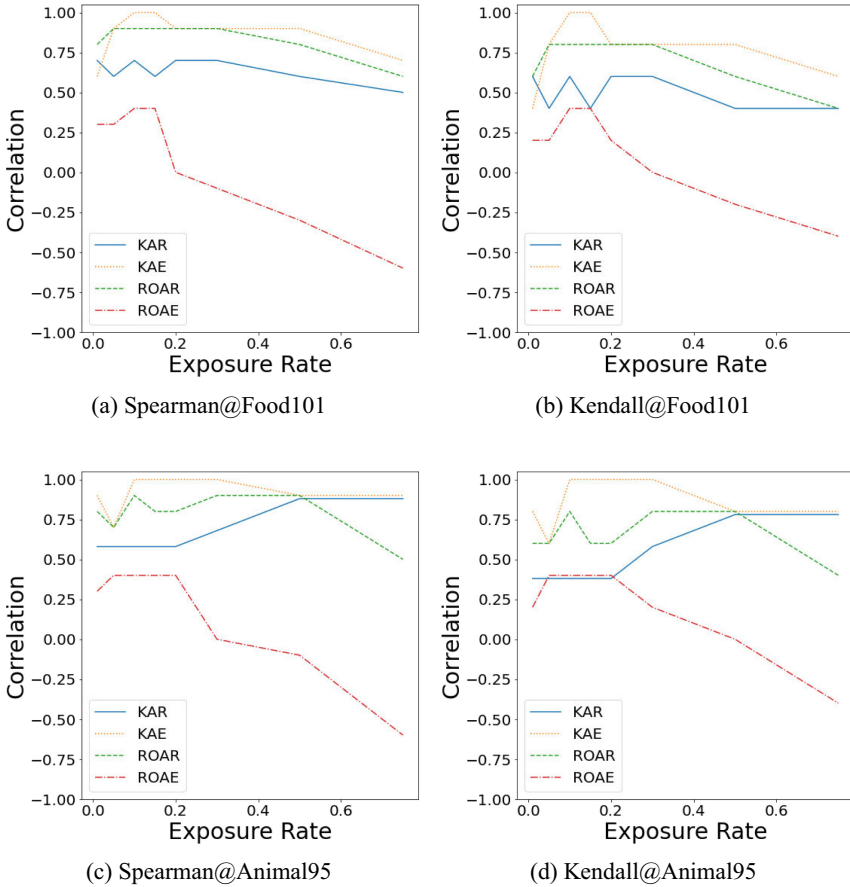 1.00
0.75
0.50
0.25
0.00
−0.25
−0.50
−0.75
−1.00
Correlation
KAR
KAE
ROAR
ROAE
0.0 0.2 0.4 0.6
Exposure Rate
(a) Spearman@Food101
1.00
0.75
0.50
0.25
0.00
−0.25
−0.50
−0.75
−1.00
Correlation
KAR
KAE
ROAR
ROAE
0.0 0.2 0.4 0.6
Exposure Rate
(b) Kendall@Food101
1.00
0.75
0.50
0.25
0.00
−0.25
−0.50
−0.75
−1.00
Correlation
KAR
KAE
ROAR
ROAE
0.0 0.2 0.4 0.6
Exposure Rate
(c) Spearman@Animal95
1.00
0.75
0.50
0.25
0.00
−0.25
−0.50
−0.75
−1.00
Correlation
KAR
KAE
ROAR
ROAE
0.0 0.2 0.4 0.6
Exposure Rate
(d) Kendall@Animal95